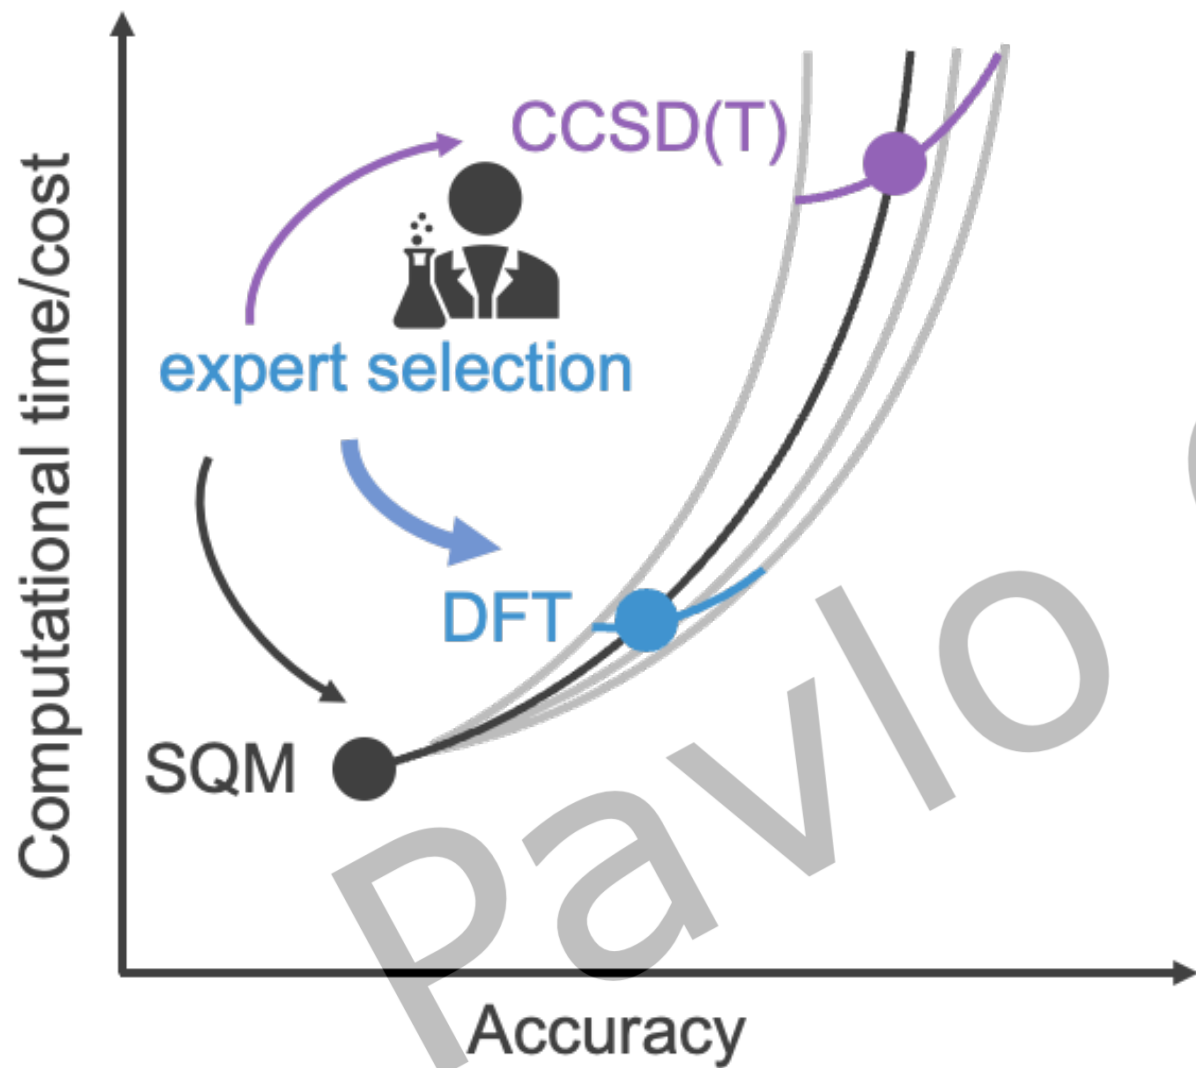 Computational time/cost
CCSD(T)
expert selection
DFT
SQM
Accuracy
Pavlo